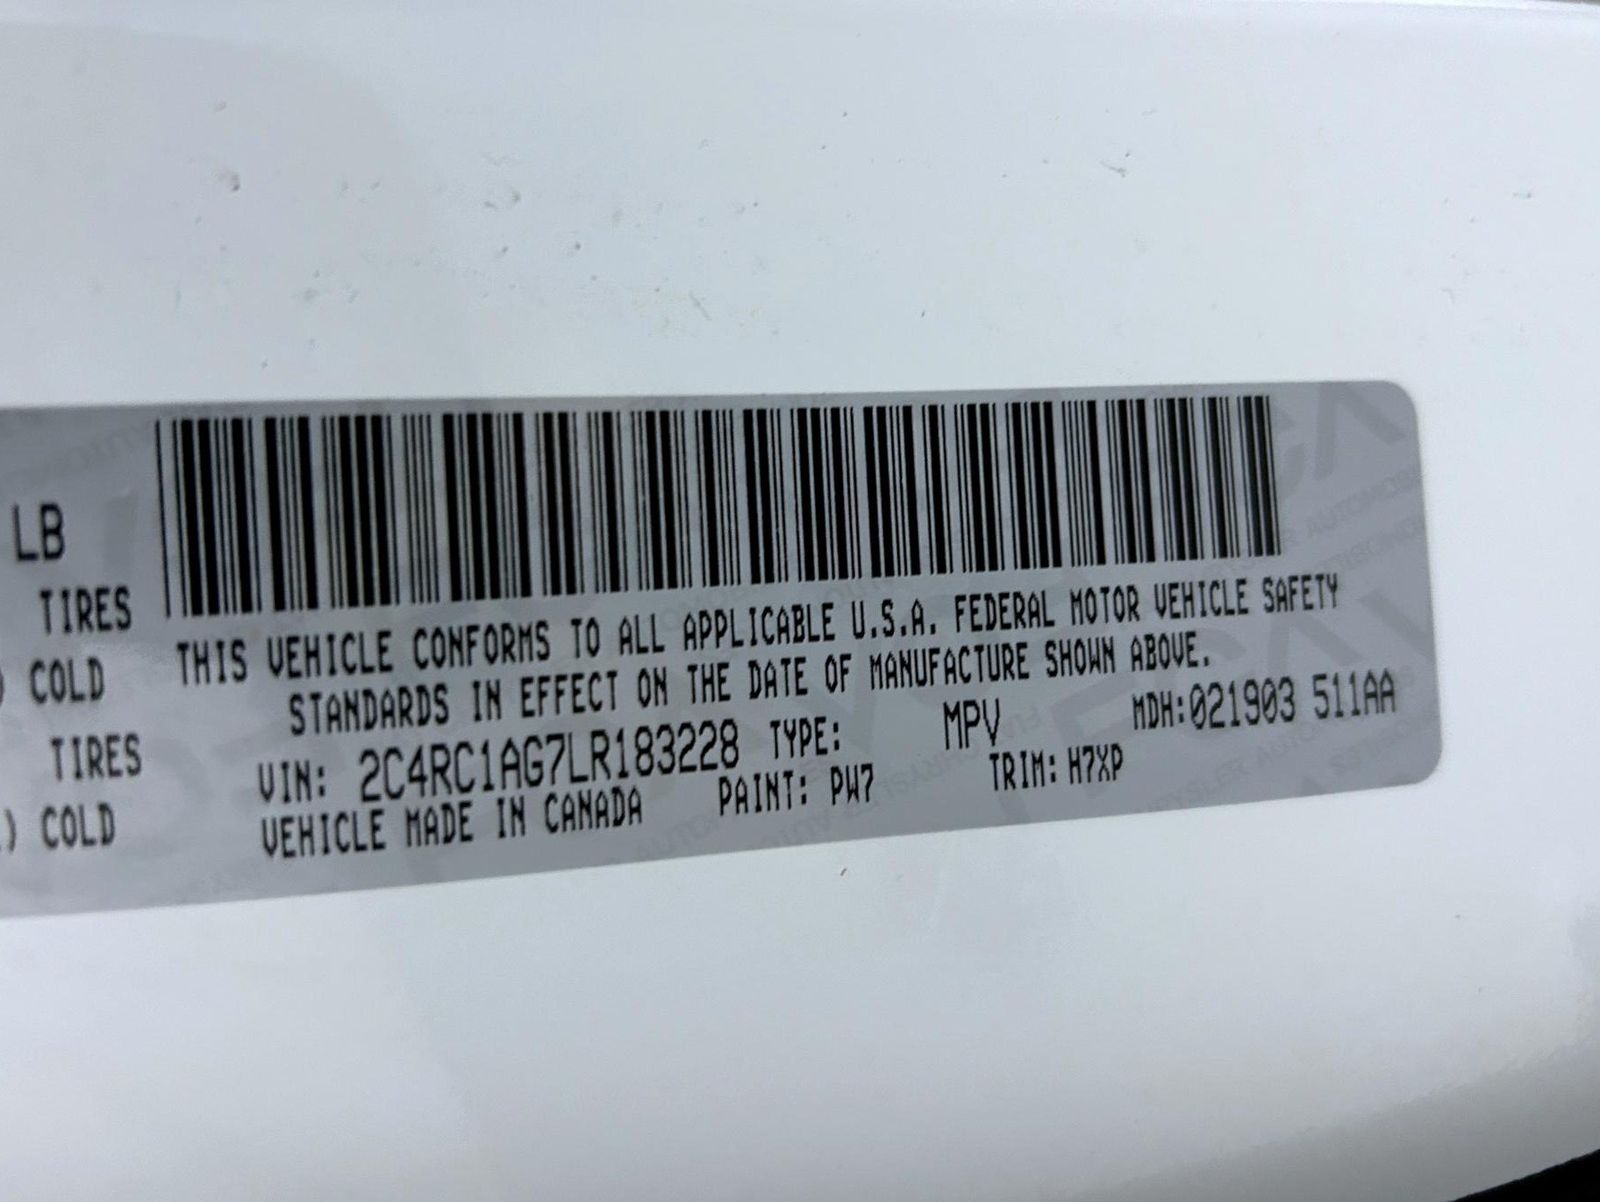 LB
TIRES
) COLD
TIRES
) COLD
THIS VEHICLE CONFORMS TO ALL APPLICABLE U.S.A. FEDERAL MOTOR VEHICLE SAFETY
STANDARDS IN EFFECT ON THE DATE OF MANUFACTURE SHOWN ABOVE.
VIN: 2C4RC1AG7LR183228 TYPE: MPV MDH:021903 511AA
VEHICLE MADE IN CANADA PAINT: PW7 TRIM: H7XP